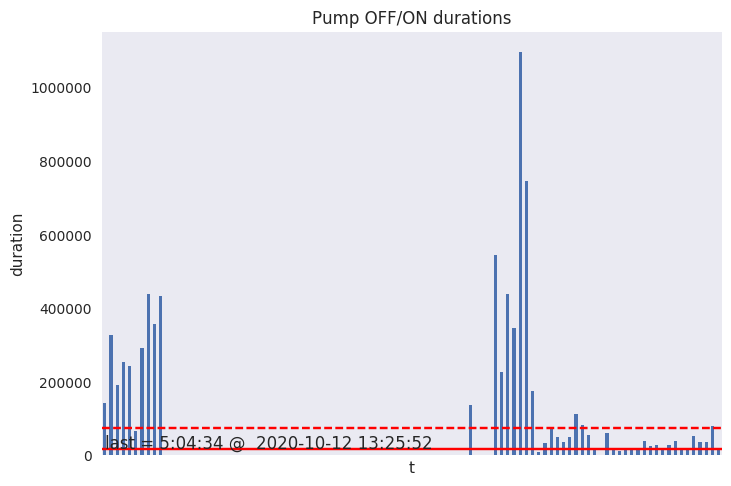 Pump OFF/ON durations
1000000
800000
600000
400000
200000
0
duration
last = 5:04:34 @  2020-10-12 13:25:52
t